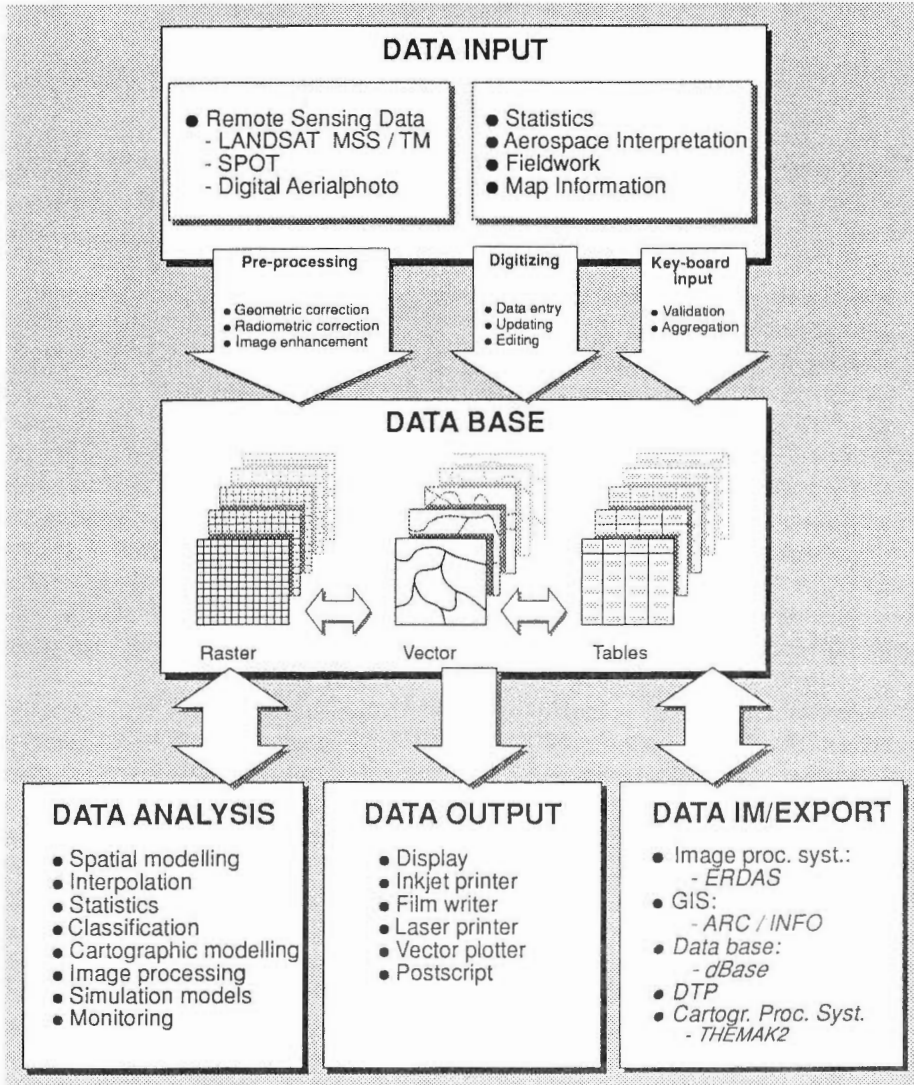 DATA INPUT
● Remote Sensing Data
- LANDSAT MSS / TM
- SPOT
- Digital Aerialphoto
● Statistics
● Aerospace Interpretation
● Fieldwork
● Map Information
Pre-processing
● Geometric correction
● Radiometric correction
● Image enhancement
Digitizing
● Data entry
● Updating
● Editing
Key-board
input
● Validation
● Aggregation
DATA BASE
Raster
Vector
Tables
DATA ANALYSIS
● Spatial modelling
● Interpolation
● Statistics
● Classification
● Cartographic modelling
● Image processing
● Simulation models
● Monitoring
DATA OUTPUT
● Display
● Inkjet printer
● Film writer
● Laser printer
● Vector plotter
● Postscript
DATA IM/EXPORT
● Image proc. syst.:
- ERDAS
● GIS:
- ARC / INFO
● Data base:
- dBase
● DTP
● Cartogr. Proc. Syst.
- THEMAK2